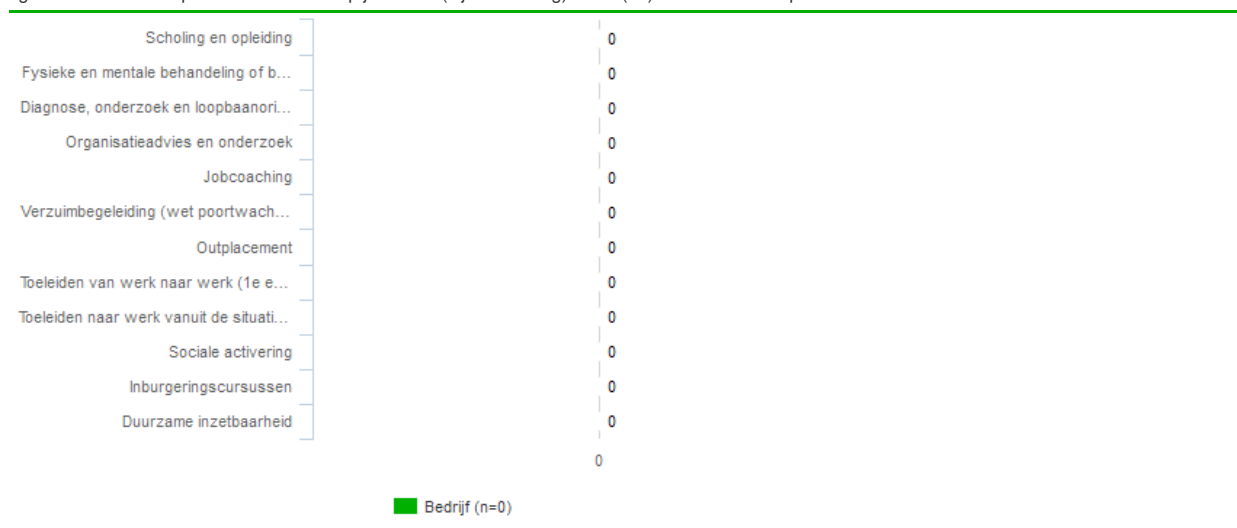 Scholing en opleiding 0
Fysieke en mentale behandeling of b... 0
Diagnose, onderzoek en loopbaanori... 0
Organisatieadvies en onderzoek 0
Jobcoaching 0
Verzuimbegeleiding (wet poortwach... 0
Outplacement 0
Toeleiden van werk naar werk (1e e... 0
Toeleiden naar werk vanuit de situati... 0
Sociale activering 0
Inburgeringscursussen 0
Duurzame inzetbaarheid 0
0
Bedrijf (n=0)